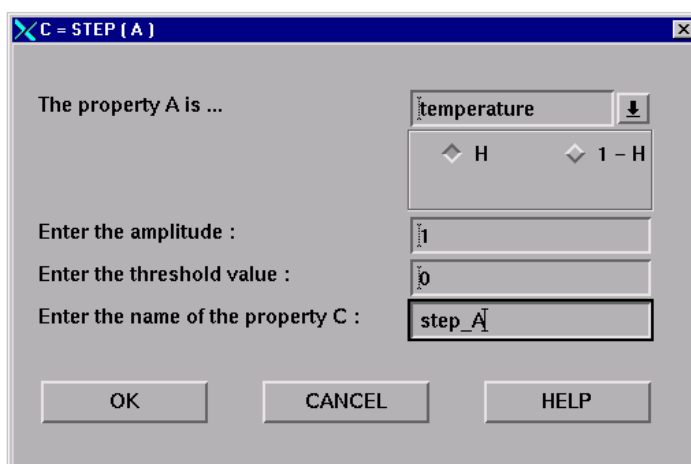 C = STEP ( A )
The property A is ... temperature
H 1 – H
Enter the amplitude : 1
Enter the threshold value : 0
Enter the name of the property C : step_A
OK CANCEL HELP